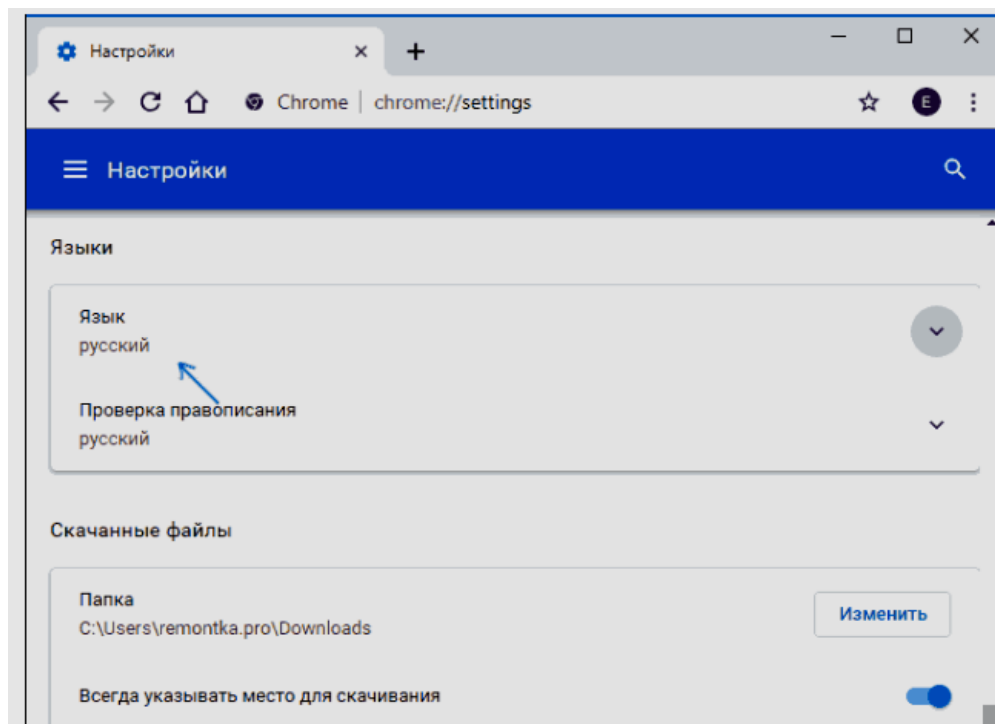 Настройки
Chrome | chrome://settings
E
Настройки
Языки
Язык
русский
Проверка правописания
русский
Скачанные файлы
Папка
C:\Users\remontka.pro\Downloads
Изменить
Всегда указывать место для скачивания